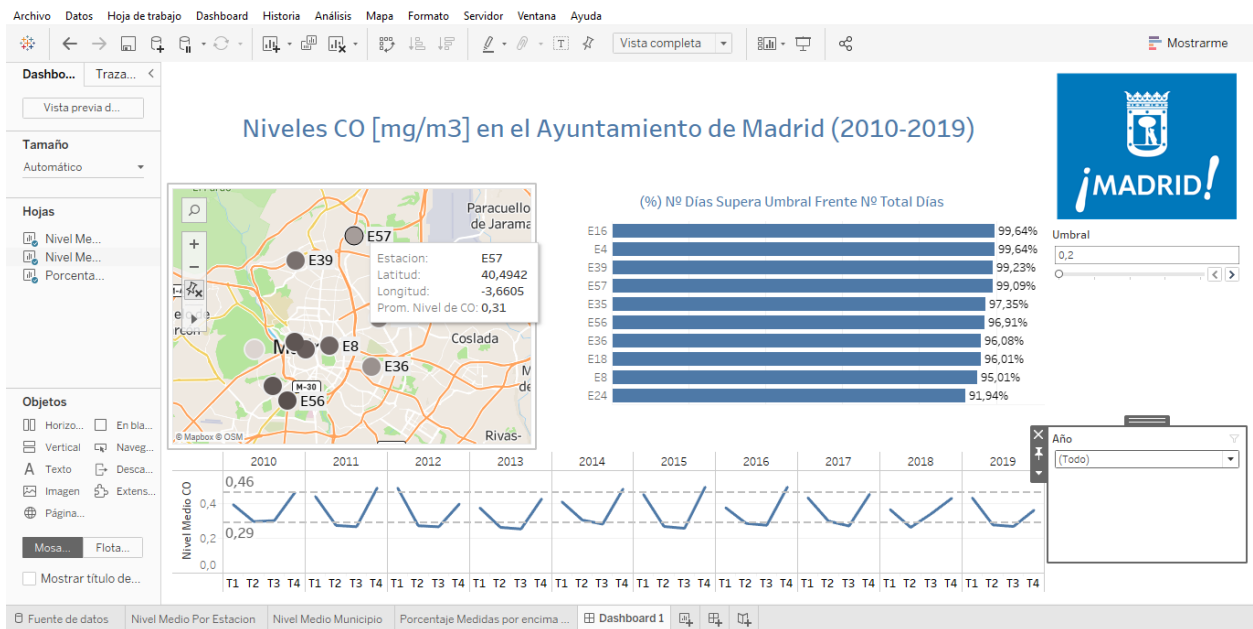 Archivo Datos Hoja de trabajo Dashboard Historia Análisis Mapa Formato Servidor Ventana Ayuda
Vista completa
Mostrarme
Dashbo... Traza...
Vista previa d...
Tamaño
Automático
Hojas
Nivel Me...
Nivel Me...
Porcenta...
Objetos
Horizo... En bla...
Vertical Naveg...
Texto Desca...
Imagen Extens...
Página...
Mosa... Flota...
Mostrar título de...
Niveles CO [mg/m3] en el Ayuntamiento de Madrid (2010-2019)
¡MADRID!
Paracuello
de Jarama
E57
E39
Estacion: E57
Latitud: 40,4942
Longitud: -3,6605
Prom. Nivel de CO: 0,31
Coslada
E8
E36
M-30
E56
Rivas-
© Mapbox © OSM
(%) Nº Días Supera Umbral Frente Nº Total Días
E16 99,64%
E4 99,64%
E39 99,23%
E57 99,09%
E35 97,35%
E56 96,91%
E36 96,08%
E18 96,01%
E8 95,01%
E24 91,94%
Umbral
0,2
Año
(Todo)
2010 2011 2012 2013 2014 2015 2016 2017 2018 2019
Nivel Medio CO
0,46
0,4
0,29
0,2
0,0
T1 T2 T3 T4 T1 T2 T3 T4 T1 T2 T3 T4 T1 T2 T3 T4 T1 T2 T3 T4 T1 T2 T3 T4 T1 T2 T3 T4 T1 T2 T3 T4 T1 T2 T3 T4 T1 T2 T3 T4
Fuente de datos Nivel Medio Por Estacion Nivel Medio Municipio Porcentaje Medidas por encima ... Dashboard 1